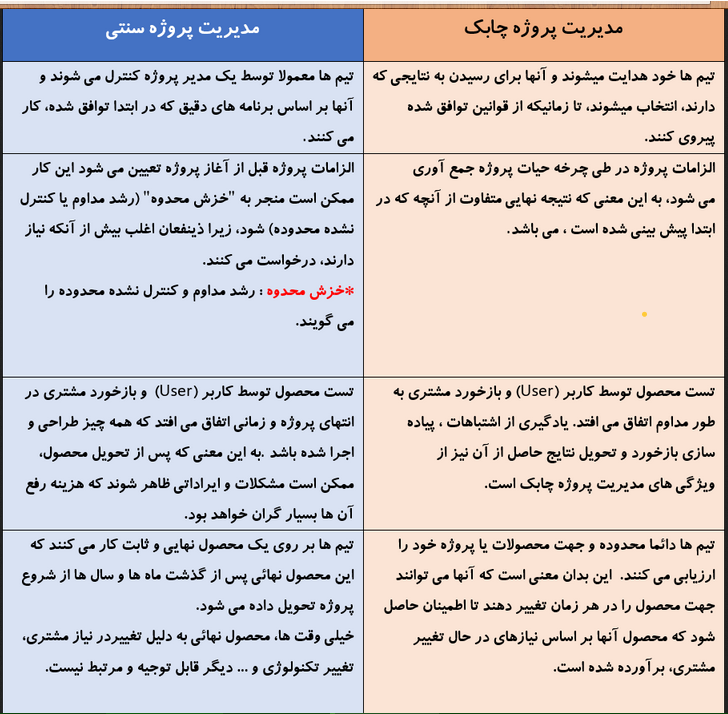 مدیریت پروژه چابک
مدیریت پروژه سنتی
تیم ها خود هدایت میشوند و آنها برای رسیدن به نتایجی که
دارند، انتخاب میشوند، تا زمانیکه از قوانین توافق شده
پیروی کنند.
تیم ها معمولا توسط یک مدیر پروژه کنترل می شوند و
آنها بر اساس برنامه های دقیق که در ابتدا توافق شده، کار
می کنند.
الزامات پروژه در طی چرخه حیات پروژه جمع آوری
می شود، به این معنی که نتیجه نهایی متفاوت از آنچه که در
ابتدا پیش بینی شده است ، می باشد.
الزامات پروژه قبل از آغاز پروژه تعیین می شود این کار
ممکن است منجر به "خزش محدوه" (رشد مداوم یا کنترل
نشده محدوده) شود، زیرا ذینفعان اغلب بیش از آنکه نیاز
دارند، درخواست می کنند.
*خزش محدوه : رشد مداوم و کنترل نشده محدوده را
می گویند.
تست محصول توسط کاربر (User) و بازخورد مشتری به
طور مداوم اتفاق می افتد. یادگیری از اشتباهات ، پیاده
سازی بازخورد و تحویل نتایج حاصل از آن نیز از
ویژگی های مدیریت پروژه چابک است.
تست محصول توسط کاربر (User) و بازخورد مشتری در
انتهای پروژه و زمانی اتفاق می افتد که همه چیز طراحی و
اجرا شده باشد .به این معنی که پس از تحویل محصول،
ممکن است مشکلات و ایراداتی ظاهر شوند که هزینه رفع
آن ها بسیار گران خواهد بود.
تیم ها دائما محدوده و جهت محصولات یا پروژه خود را
ارزیابی می کنند. این بدان معنی است که آنها می توانند
جهت محصول را در هر زمان تغییر دهند تا اطمینان حاصل
شود که محصول آنها بر اساس نیازهای در حال تغییر
مشتری، برآورده شده است.
تیم ها بر روی یک محصول نهایی و ثابت کار می کنند که
این محصول نهائی پس از گذشت ماه ها و سال ها از شروع
پروژه تحویل داده می شود.
خیلی وقت ها، محصول نهائی به دلیل تغییردر نیاز مشتری،
تغییر تکنولوژی و ... دیگر قابل توجیه و مرتبط نیست.